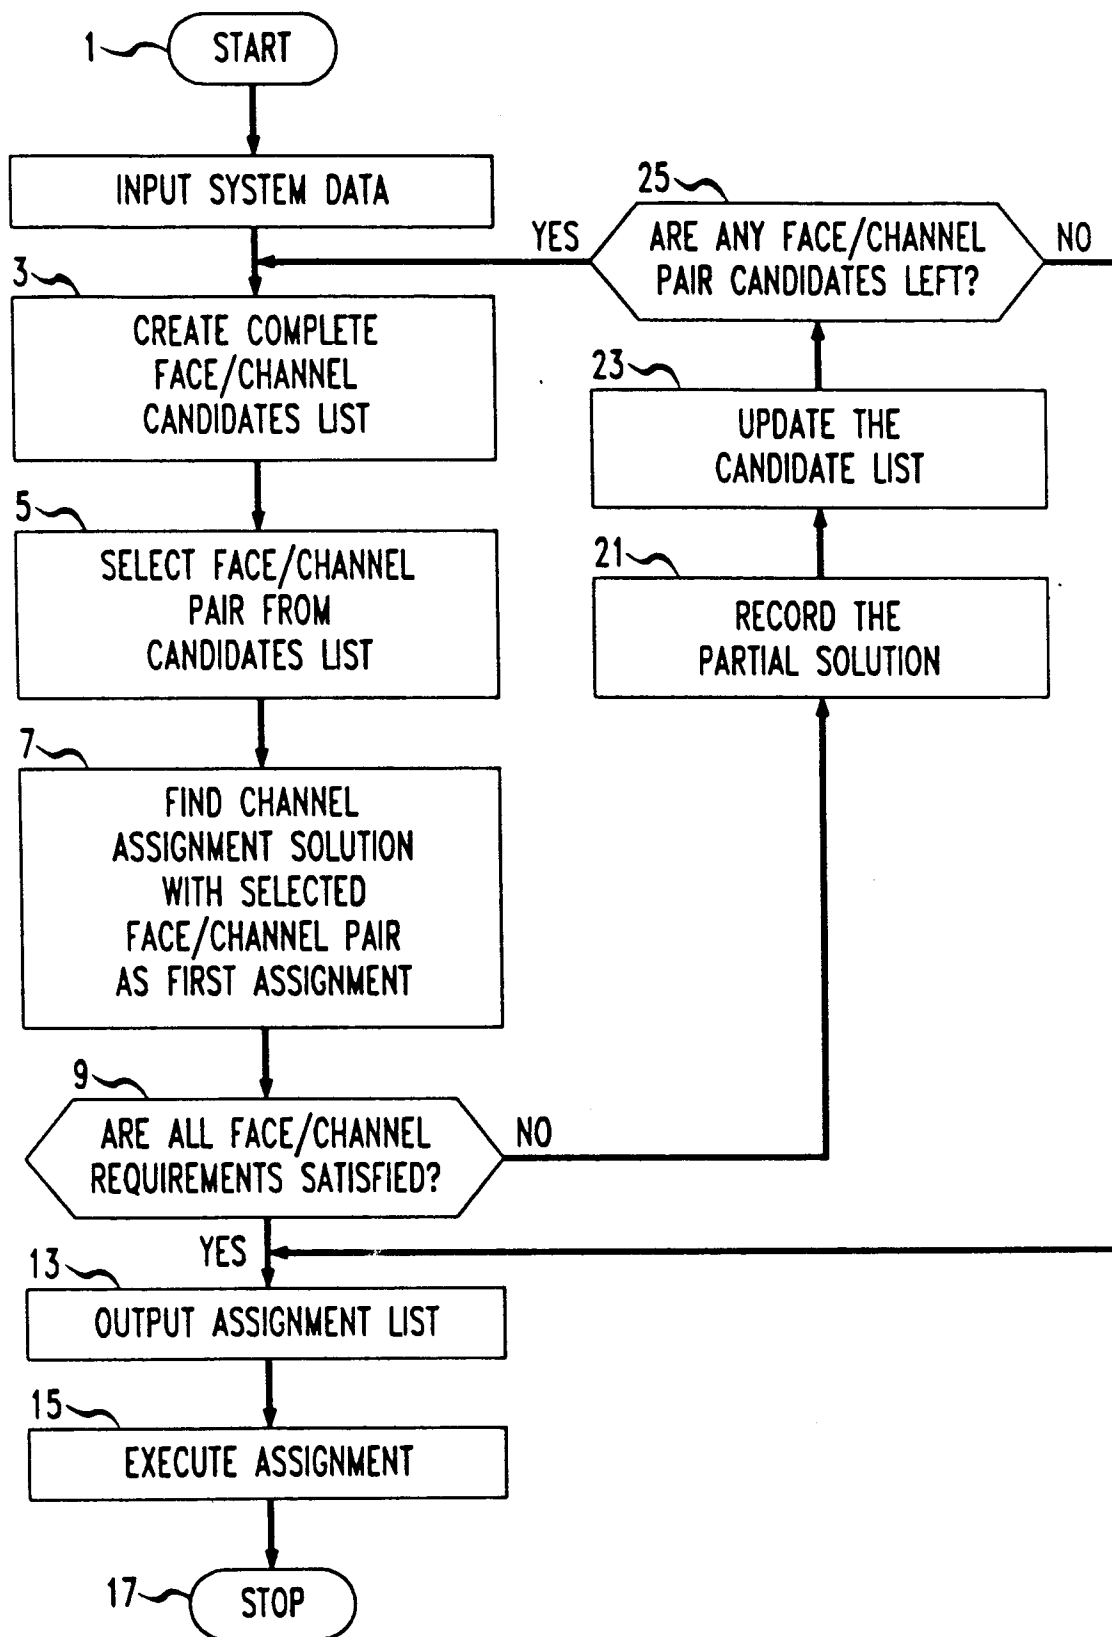 1
START
INPUT SYSTEM DATA
3
CREATE COMPLETE
FACE/CHANNEL
CANDIDATES LIST
5
SELECT FACE/CHANNEL
PAIR FROM
CANDIDATES LIST
7
FIND CHANNEL
ASSIGNMENT SOLUTION
WITH SELECTED
FACE/CHANNEL PAIR
AS FIRST ASSIGNMENT
9
ARE ALL FACE/CHANNEL
REQUIREMENTS SATISFIED?
NO
YES
13
OUTPUT ASSIGNMENT LIST
15
EXECUTE ASSIGNMENT
17
STOP
25
YES
ARE ANY FACE/CHANNEL
PAIR CANDIDATES LEFT?
NO
23
UPDATE THE
CANDIDATE LIST
21
RECORD THE
PARTIAL SOLUTION